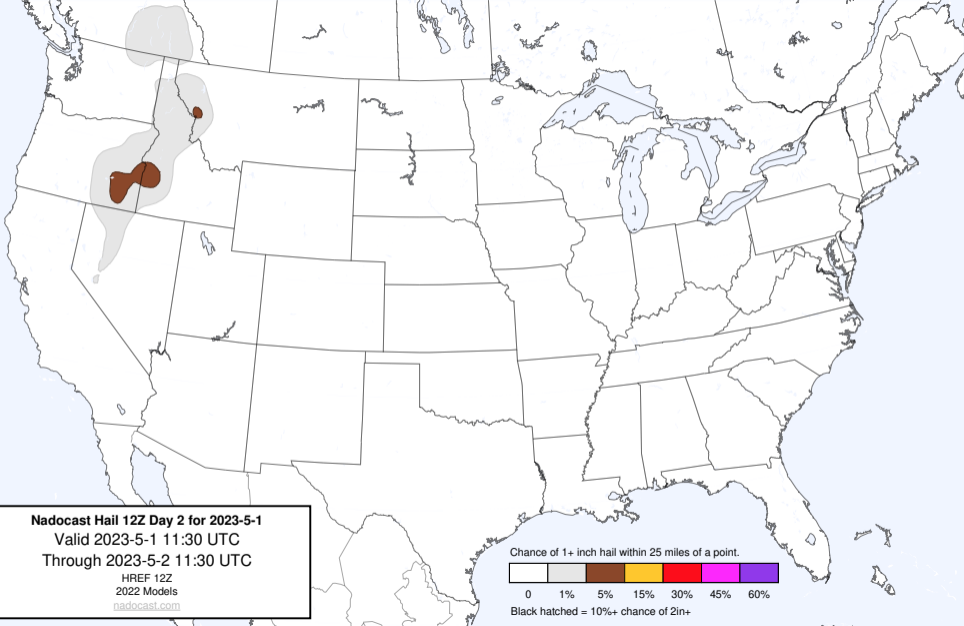 Nadocast Hail 12Z Day 2 for 2023-5-1
Valid 2023-5-1 11:30 UTC
Through 2023-5-2 11:30 UTC
HREF 12Z
2022 Models
nadocast.com
Chance of 1+ inch hail within 25 miles of a point.
0 1% 5% 15% 30% 45% 60%
Black hatched = 10%+ chance of 2in+